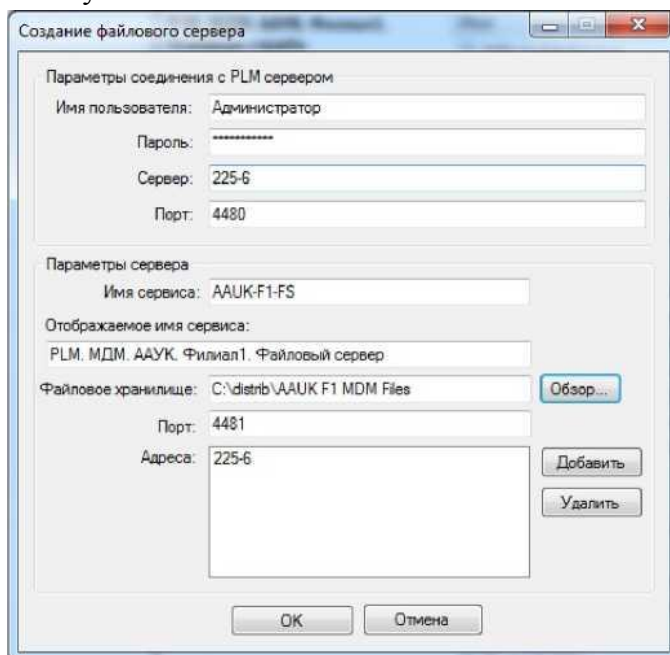 Создание файлового сервера
Параметры соединения с PLM сервером
Имя пользователя: Администратор
Пароль: ***********
Сервер: 225-6
Порт: 4480
Параметры сервера
Имя сервиса: AAUK-F1-FS
Отображаемое имя сервиса:
PLM. МДМ. ААУК. Филиал1. Файловый сервер
Файловое хранилище: C:\distrib\AAUK F1 MDM Files Обзор...
Порт: 4481
Адреса: 225-6 Добавить
Удалить
OK Отмена